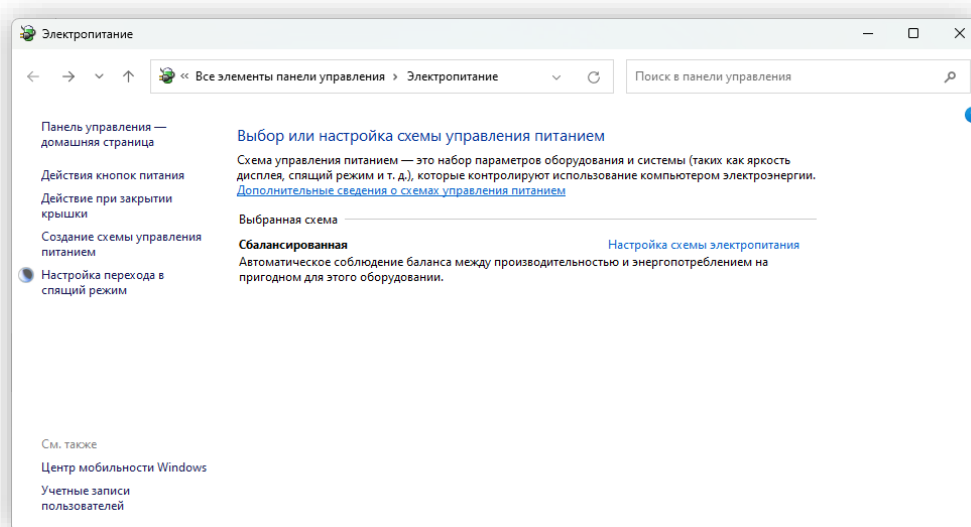 Электропитание
« Все элементы панели управления › Электропитание
Поиск в панели управления
Панель управления —
домашняя страница
Действия кнопок питания
Действие при закрытии
крышки
Создание схемы управления
питанием
Настройка перехода в
спящий режим
Выбор или настройка схемы управления питанием
Схема управления питанием — это набор параметров оборудования и системы (таких как яркость
дисплея, спящий режим и т. д.), которые контролируют использование компьютером электроэнергии.
Дополнительные сведения о схемах управления питанием
Выбранная схема
Сбалансированная
Настройка схемы электропитания
Автоматическое соблюдение баланса между производительностью и энергопотреблением на
пригодном для этого оборудовании.
См. также
Центр мобильности Windows
Учетные записи
пользователей